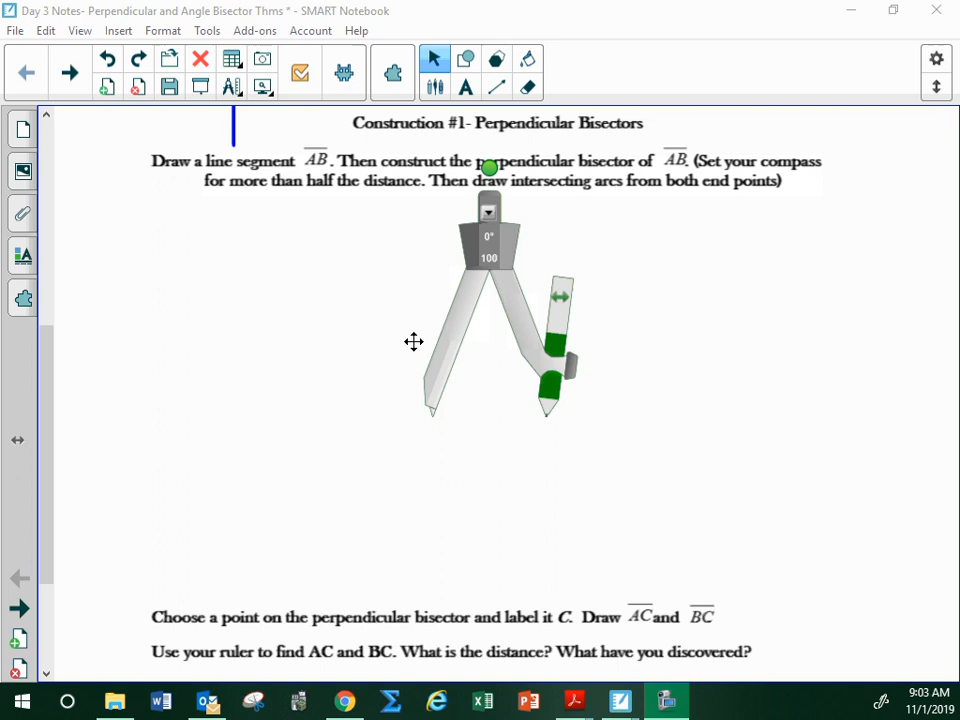 Day 3 Notes- Perpendicular and Angle Bisector Thms * - SMART Notebook
File Edit View Insert Format Tools Add-ons Account Help
Construction #1- Perpendicular Bisectors
Draw a line segment AB. Then construct the perpendicular bisector of AB. (Set your compass
for more than half the distance. Then draw intersecting arcs from both end points)
0°
100
Choose a point on the perpendicular bisector and label it C. Draw AC and BC
Use your ruler to find AC and BC. What is the distance? What have you discovered?
9:03 AM
11/1/2019